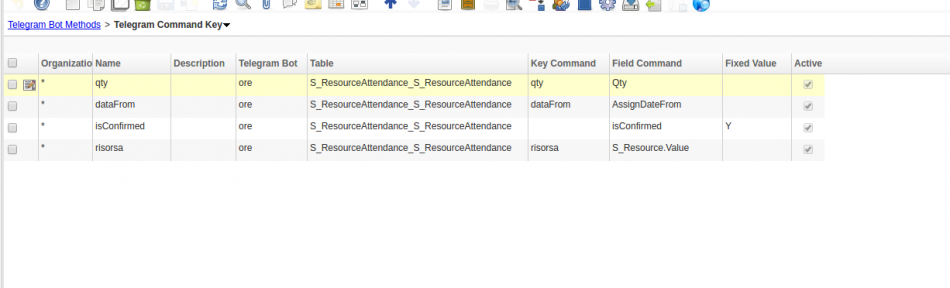 Telegram Bot Methods > Telegram Command Key
Organizatio Name Description Telegram Bot Table Key Command Field Command Fixed Value Active
* qty ore S_ResourceAttendance_S_ResourceAttendance qty Qty
* dataFrom ore S_ResourceAttendance_S_ResourceAttendance dataFrom AssignDateFrom
* isConfirmed ore S_ResourceAttendance_S_ResourceAttendance isConfirmed Y
* risorsa ore S_ResourceAttendance_S_ResourceAttendance risorsa S_Resource.Value